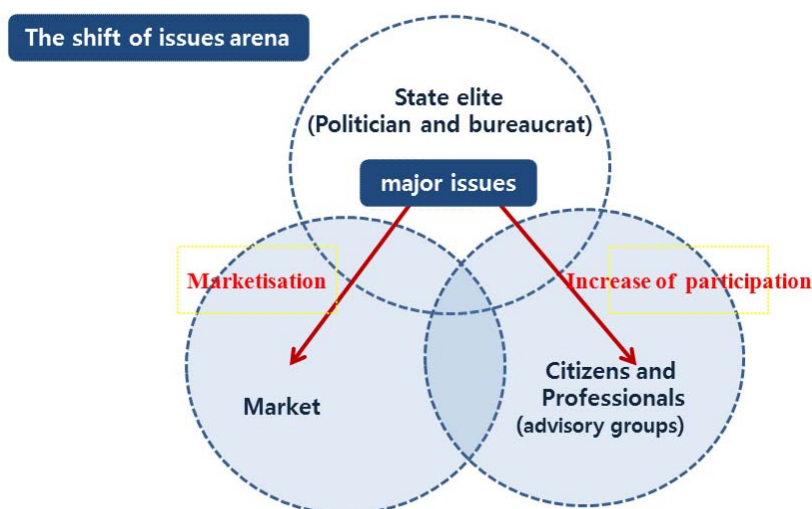 The shift of issues arena
State elite
(Politician and bureaucrat)
major issues
Marketisation
Increase of participation
Market
Citizens and
Professionals
(advisory groups)